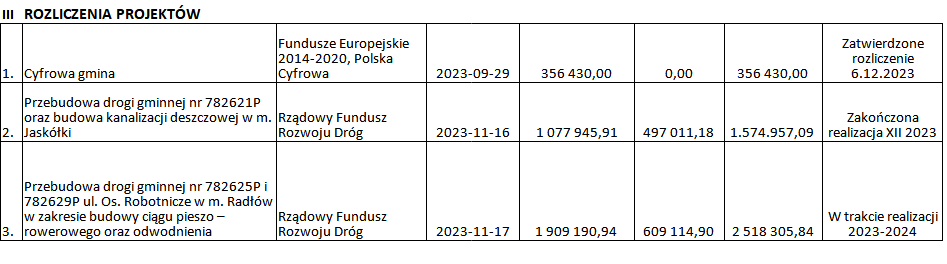 III ROZLICZENIA PROJEKTÓW
1. Cyfrowa gmina
Fundusze Europejskie
2014-2020, Polska
Cyfrowa
2023-09-29
356 430,00
0,00
356 430,00
Zatwierdzone
rozliczenie
6.12.2023
2. Przebudowa drogi gminnej nr 782621P
oraz budowa kanalizacji deszczowej w m.
Jaskółki
Rządowy Fundusz
Rozwoju Dróg
2023-11-16
1 077 945,91
497 011,18
1.574.957,09
Zakończona
realizacja XII 2023
3. Przebudowa drogi gminnej nr 782625P i
782629P ul. Os. Robotnicze w m. Radłów
w zakresie budowy ciągu pieszo –
rowerowego oraz odwodnienia
Rządowy Fundusz
Rozwoju Dróg
2023-11-17
1 909 190,94
609 114,90
2 518 305,84
W trakcie realizacji
2023-2024